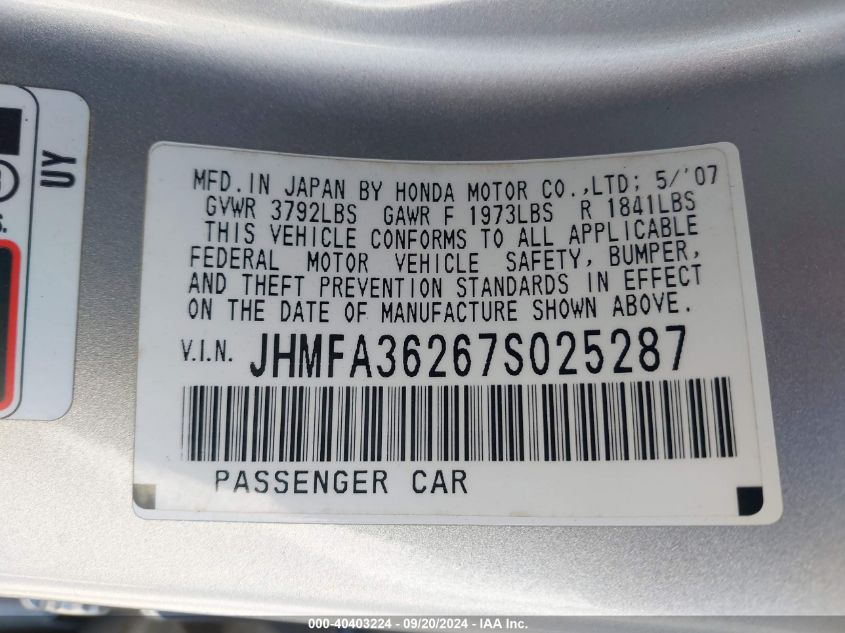 UY
S.
MFD. IN JAPAN BY HONDA MOTOR CO.,LTD; 5/'07
GVWR 3792LBS GAWR F 1973LBS R 1841LBS
THIS VEHICLE CONFORMS TO ALL APPLICABLE
FEDERAL MOTOR VEHICLE SAFETY, BUMPER,
AND THEFT PREVENTION STANDARDS IN EFFECT
ON THE DATE OF MANUFACTURE SHOWN ABOVE.
V.I.N. JHMFA36267S025287
PASSENGER CAR
000-40403224 - 09/20/2024 - IAA Inc.